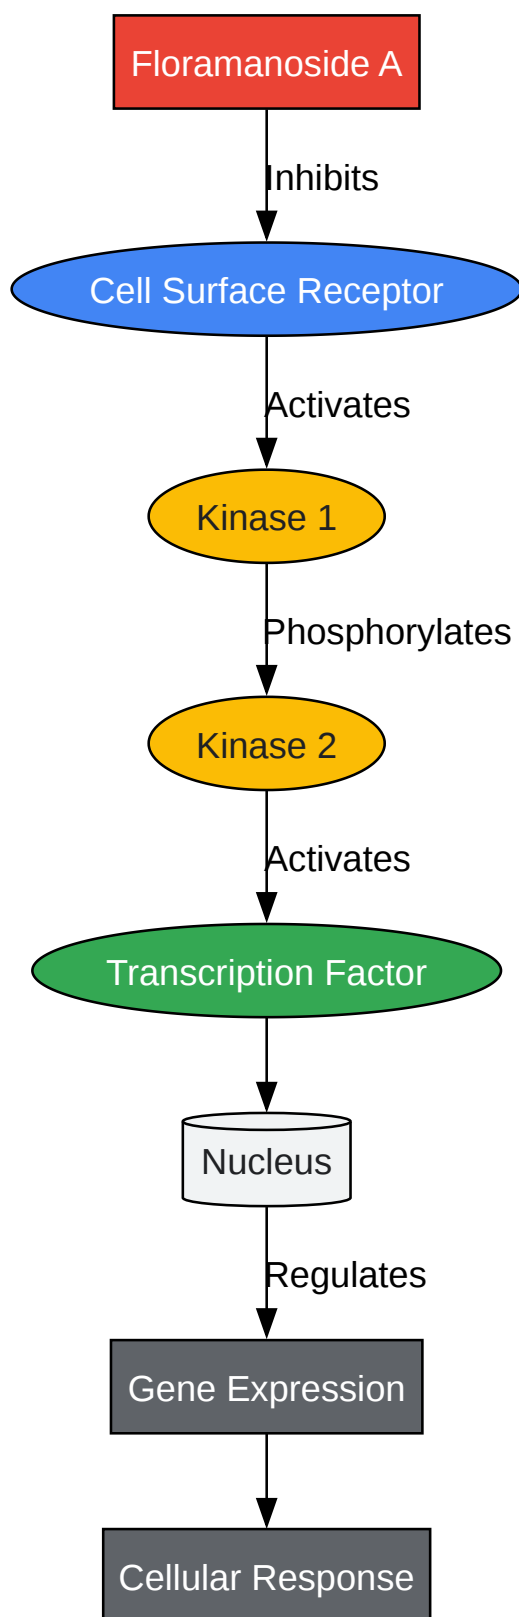 Floramanoside A
Inhibits
Cell Surface Receptor
Activates
Kinase 1
Phosphorylates
Kinase 2
Activates
Transcription Factor
Nucleus
Regulates
Gene Expression
Cellular Response